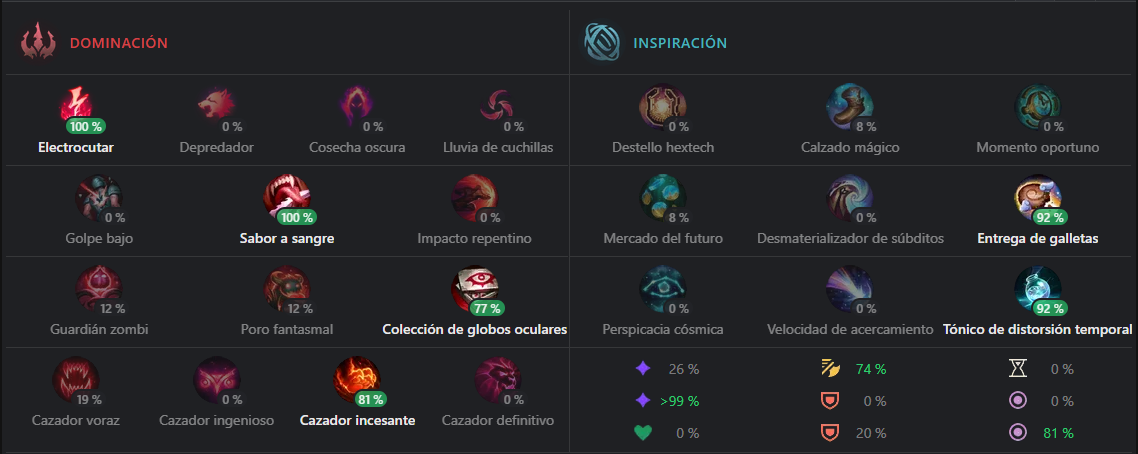 DOMINACIÓN
INSPIRACIÓN
100 %
0 %
0 %
0 %
Electrocutar
Depredador
Cosecha oscura
Lluvia de cuchillas
0 %
8 %
0 %
Destello hextech
Calzado mágico
Momento oportuno
0 %
100 %
0 %
Golpe bajo
Sabor a sangre
Impacto repentino
8 %
0 %
92 %
Mercado del futuro
Desmaterializador de súbditos
Entrega de galletas
12 %
12 %
77 %
Guardián zombi
Poro fantasmal
Colección de globos oculares
0 %
0 %
92 %
Perspicacia cósmica
Velocidad de acercamiento
Tónico de distorsión temporal
19 %
0 %
81 %
0 %
Cazador voraz
Cazador ingenioso
Cazador incesante
Cazador definitivo
26 %
74 %
0 %
>99 %
0 %
0 %
0 %
20 %
81 %